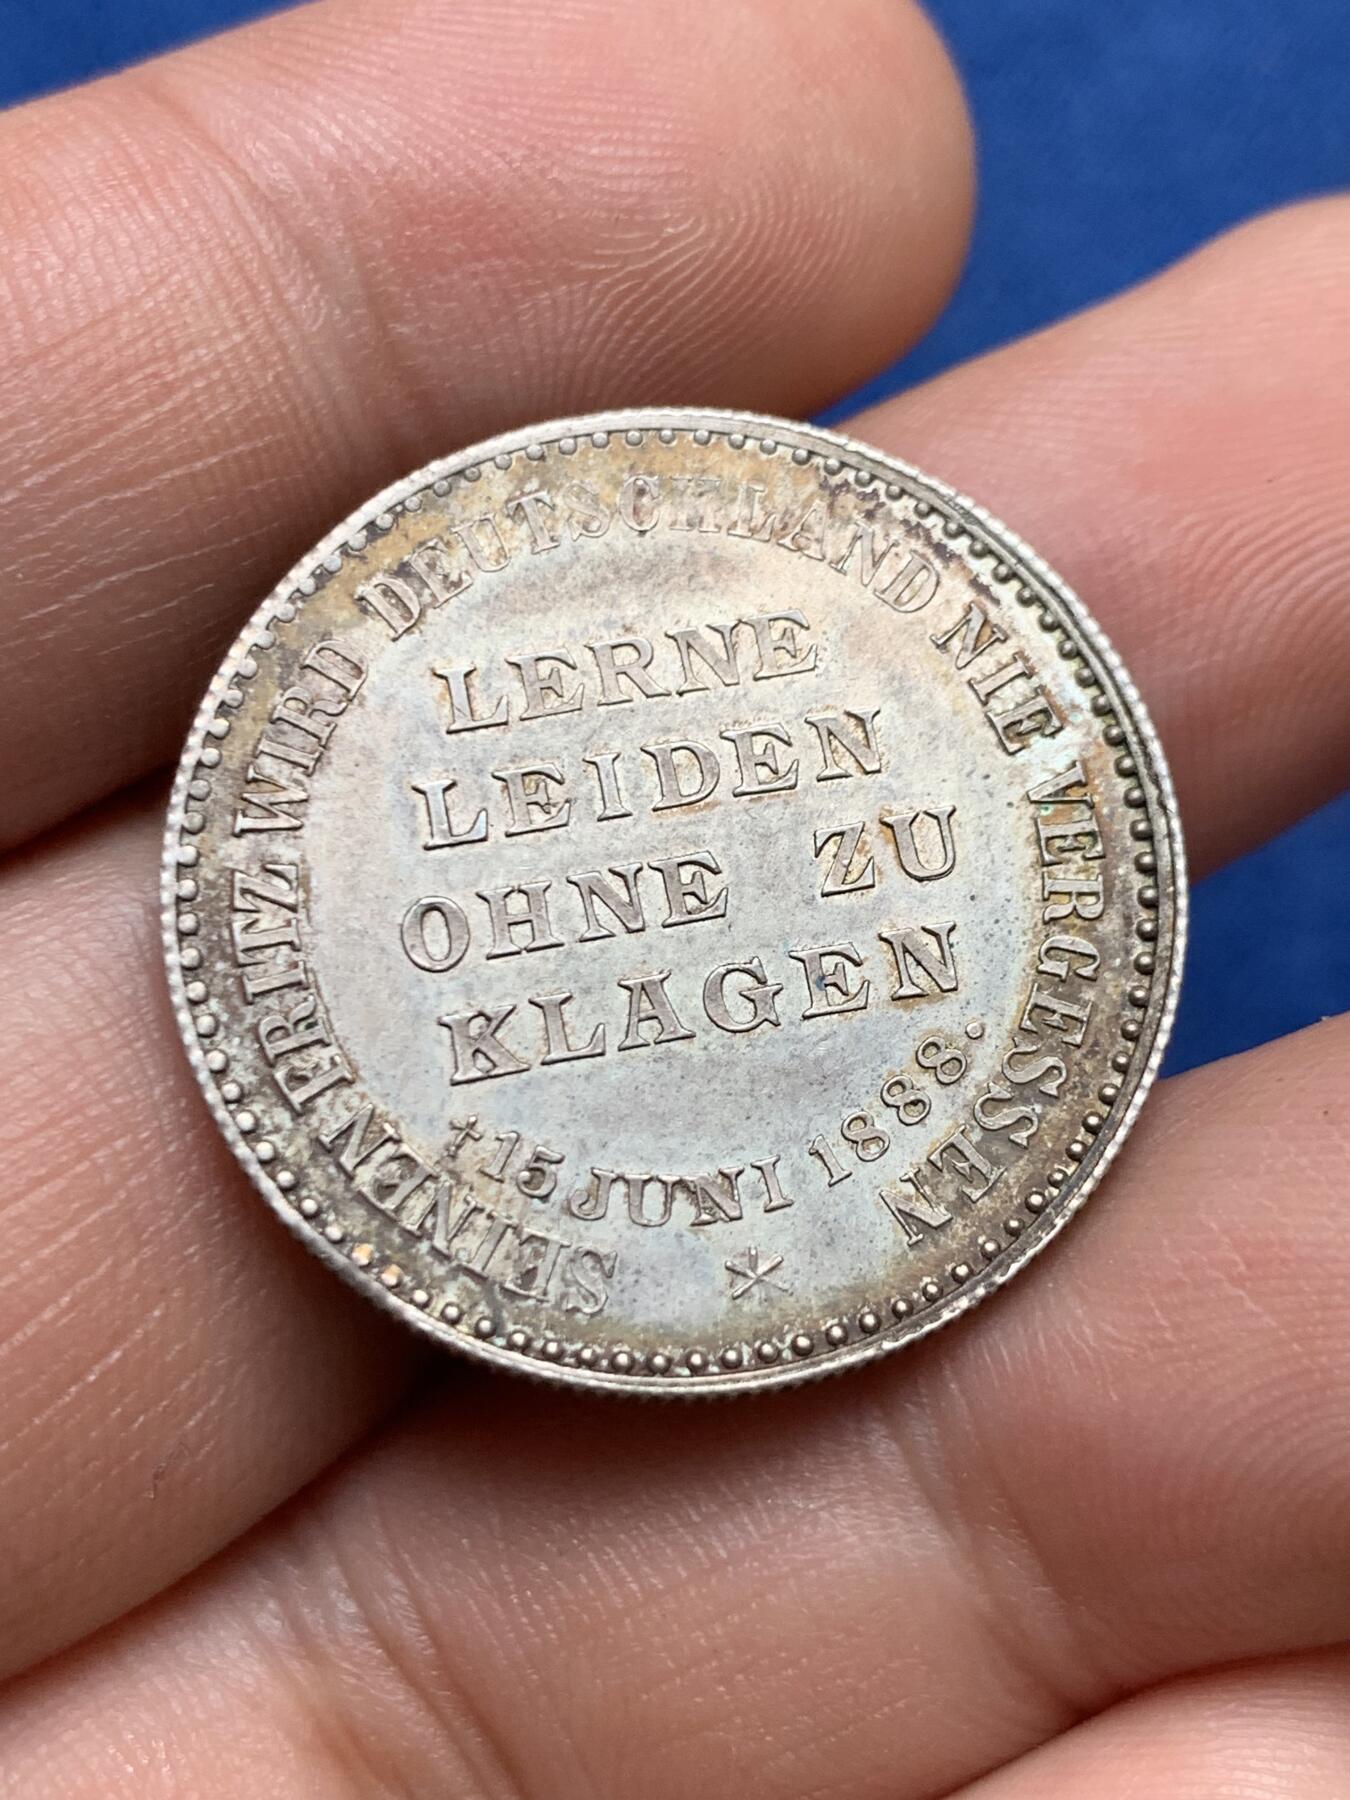 SEINEN FRITZ WIRD DEUTSCHLAND NIE VERGESSEN
LERNE
LEIDEN
OHNE ZU
KLAGEN
† 15 JUNI 1888.